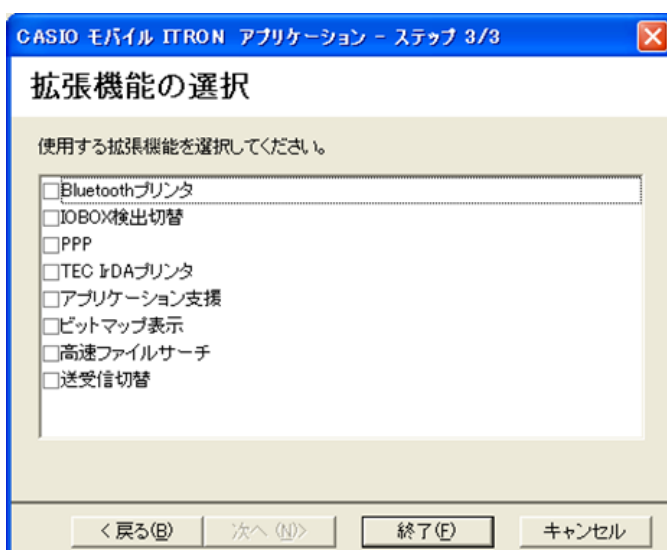 CASIO モバイル ITRON アプリケーション - ステップ 3/3
拡張機能の選択
使用する拡張機能を選択してください。
Bluetoothプリンタ
IOBOX検出切替
PPP
TEC IrDAプリンタ
アプリケーション支援
ビットマップ表示
高速ファイルサーチ
送受信切替
< 戻る(B) 次へ (N)> 終了(F) キャンセル